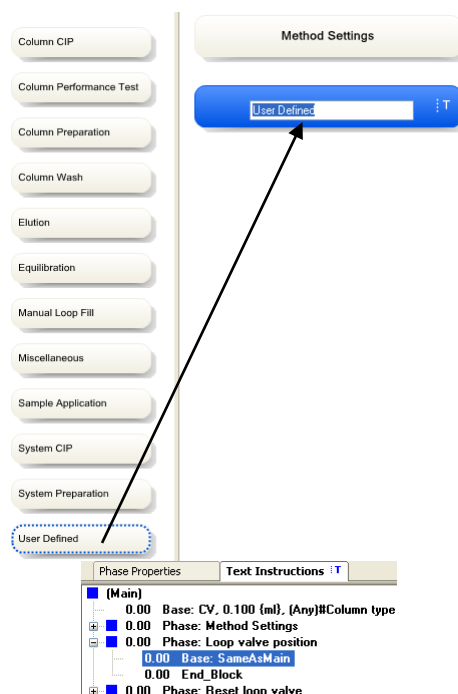 Column CIP
Column Performance Test
Column Preparation
Column Wash
Elution
Equilibration
Manual Loop Fill
Miscellaneous
Sample Application
System CIP
System Preparation
User Defined
Method Settings
User Defined
T
Phase Properties
Text Instructions T
(Main)
0.00 Base: CV, 0.100 {ml}, (Any)#Column type
0.00 Phase: Method Settings
0.00 Phase: Loop valve position
0.00 Base: SameAsMain
0.00 End_Block
0.00 Phase: Reset loop valve